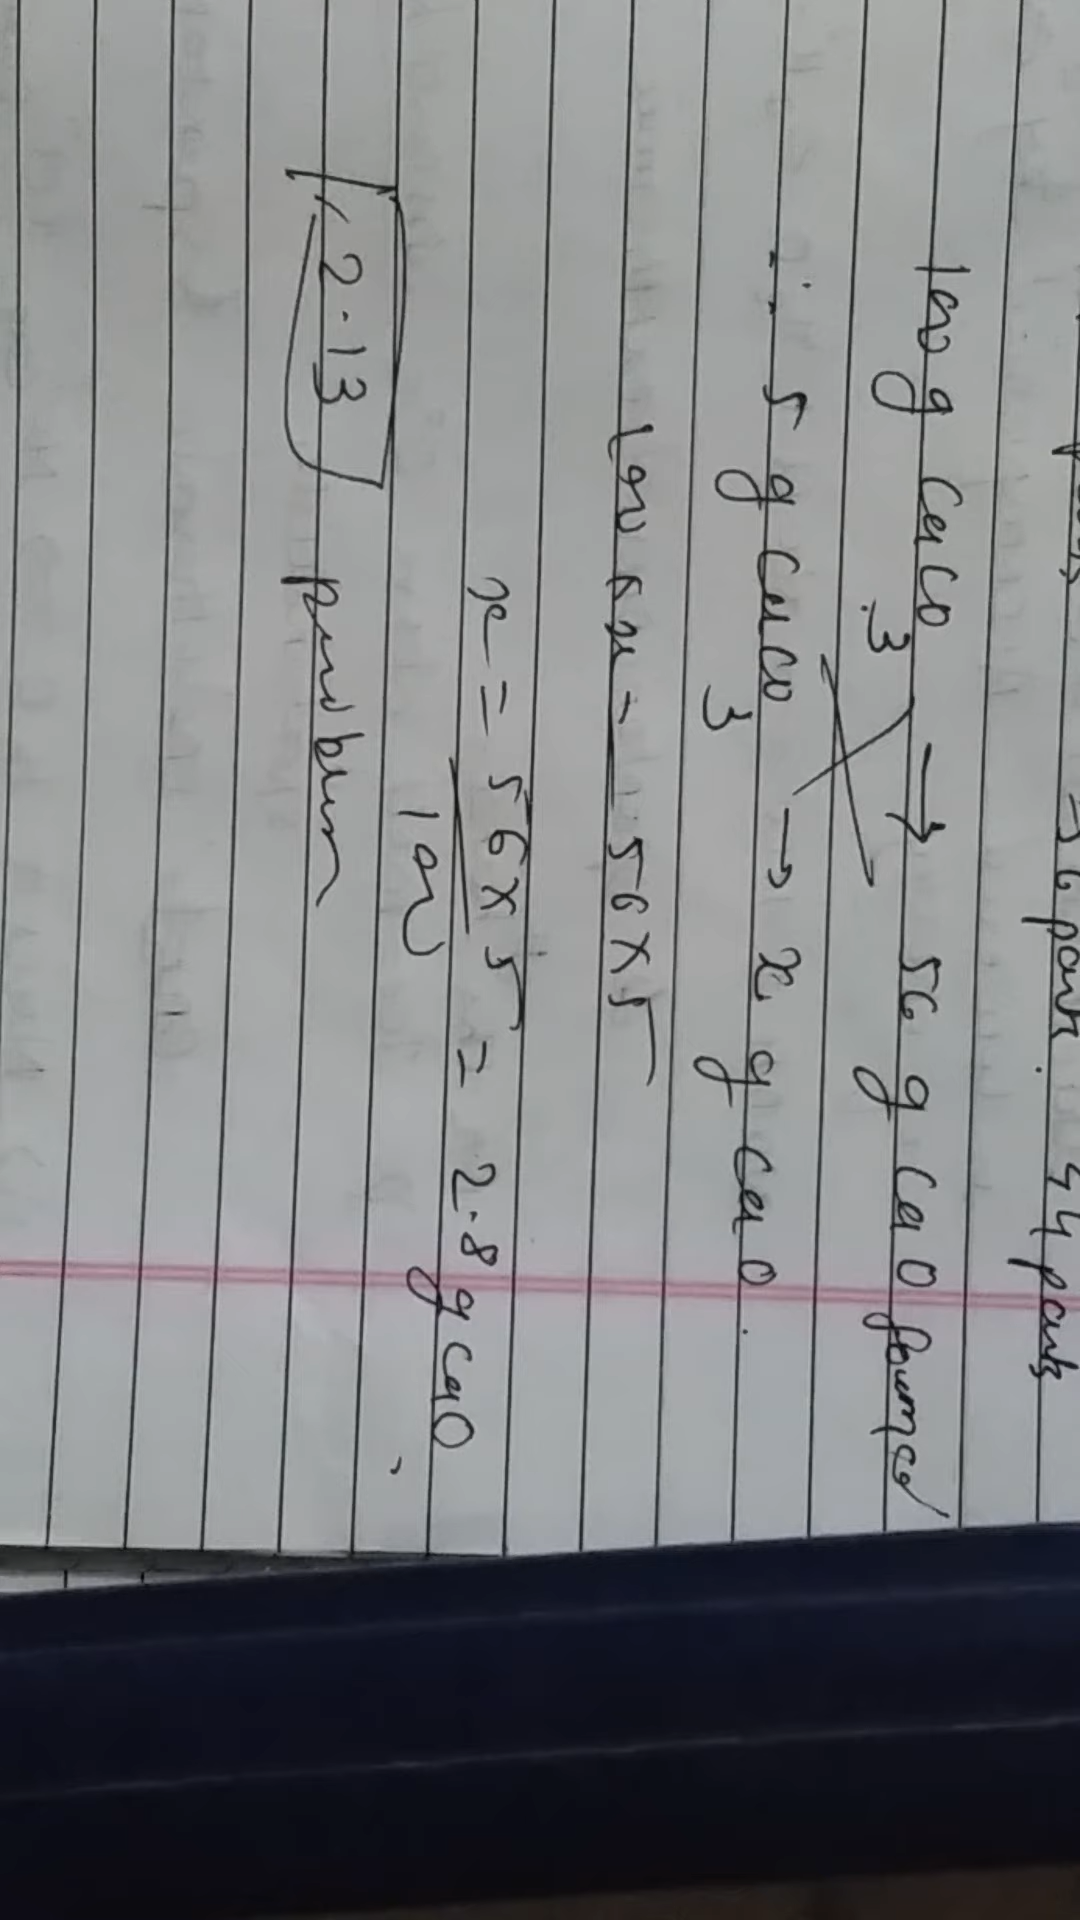 56 part. 44 parts
100 g CaCO3 → 56 g CaO formed
∴ 5 g CaCO3 → x g CaO.
100 × x = 56 × 5
x = 56 × 5 / 100 = 2.8 g CaO
2.13 problem